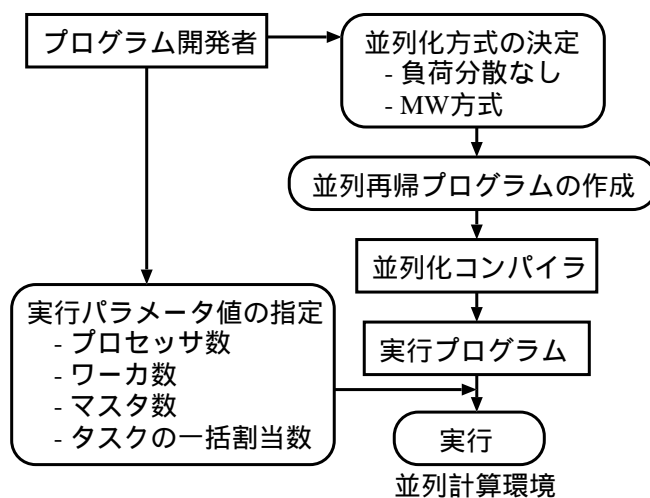 プログラム開発者
並列化方式の決定
- 負荷分散なし
- MW方式
並列再帰プログラムの作成
並列化コンパイラ
実行パラメータ値の指定
- プロセッサ数
- ワーカ数
- マスタ数
- タスクの一括割当数
実行プログラム
実行
並列計算環境